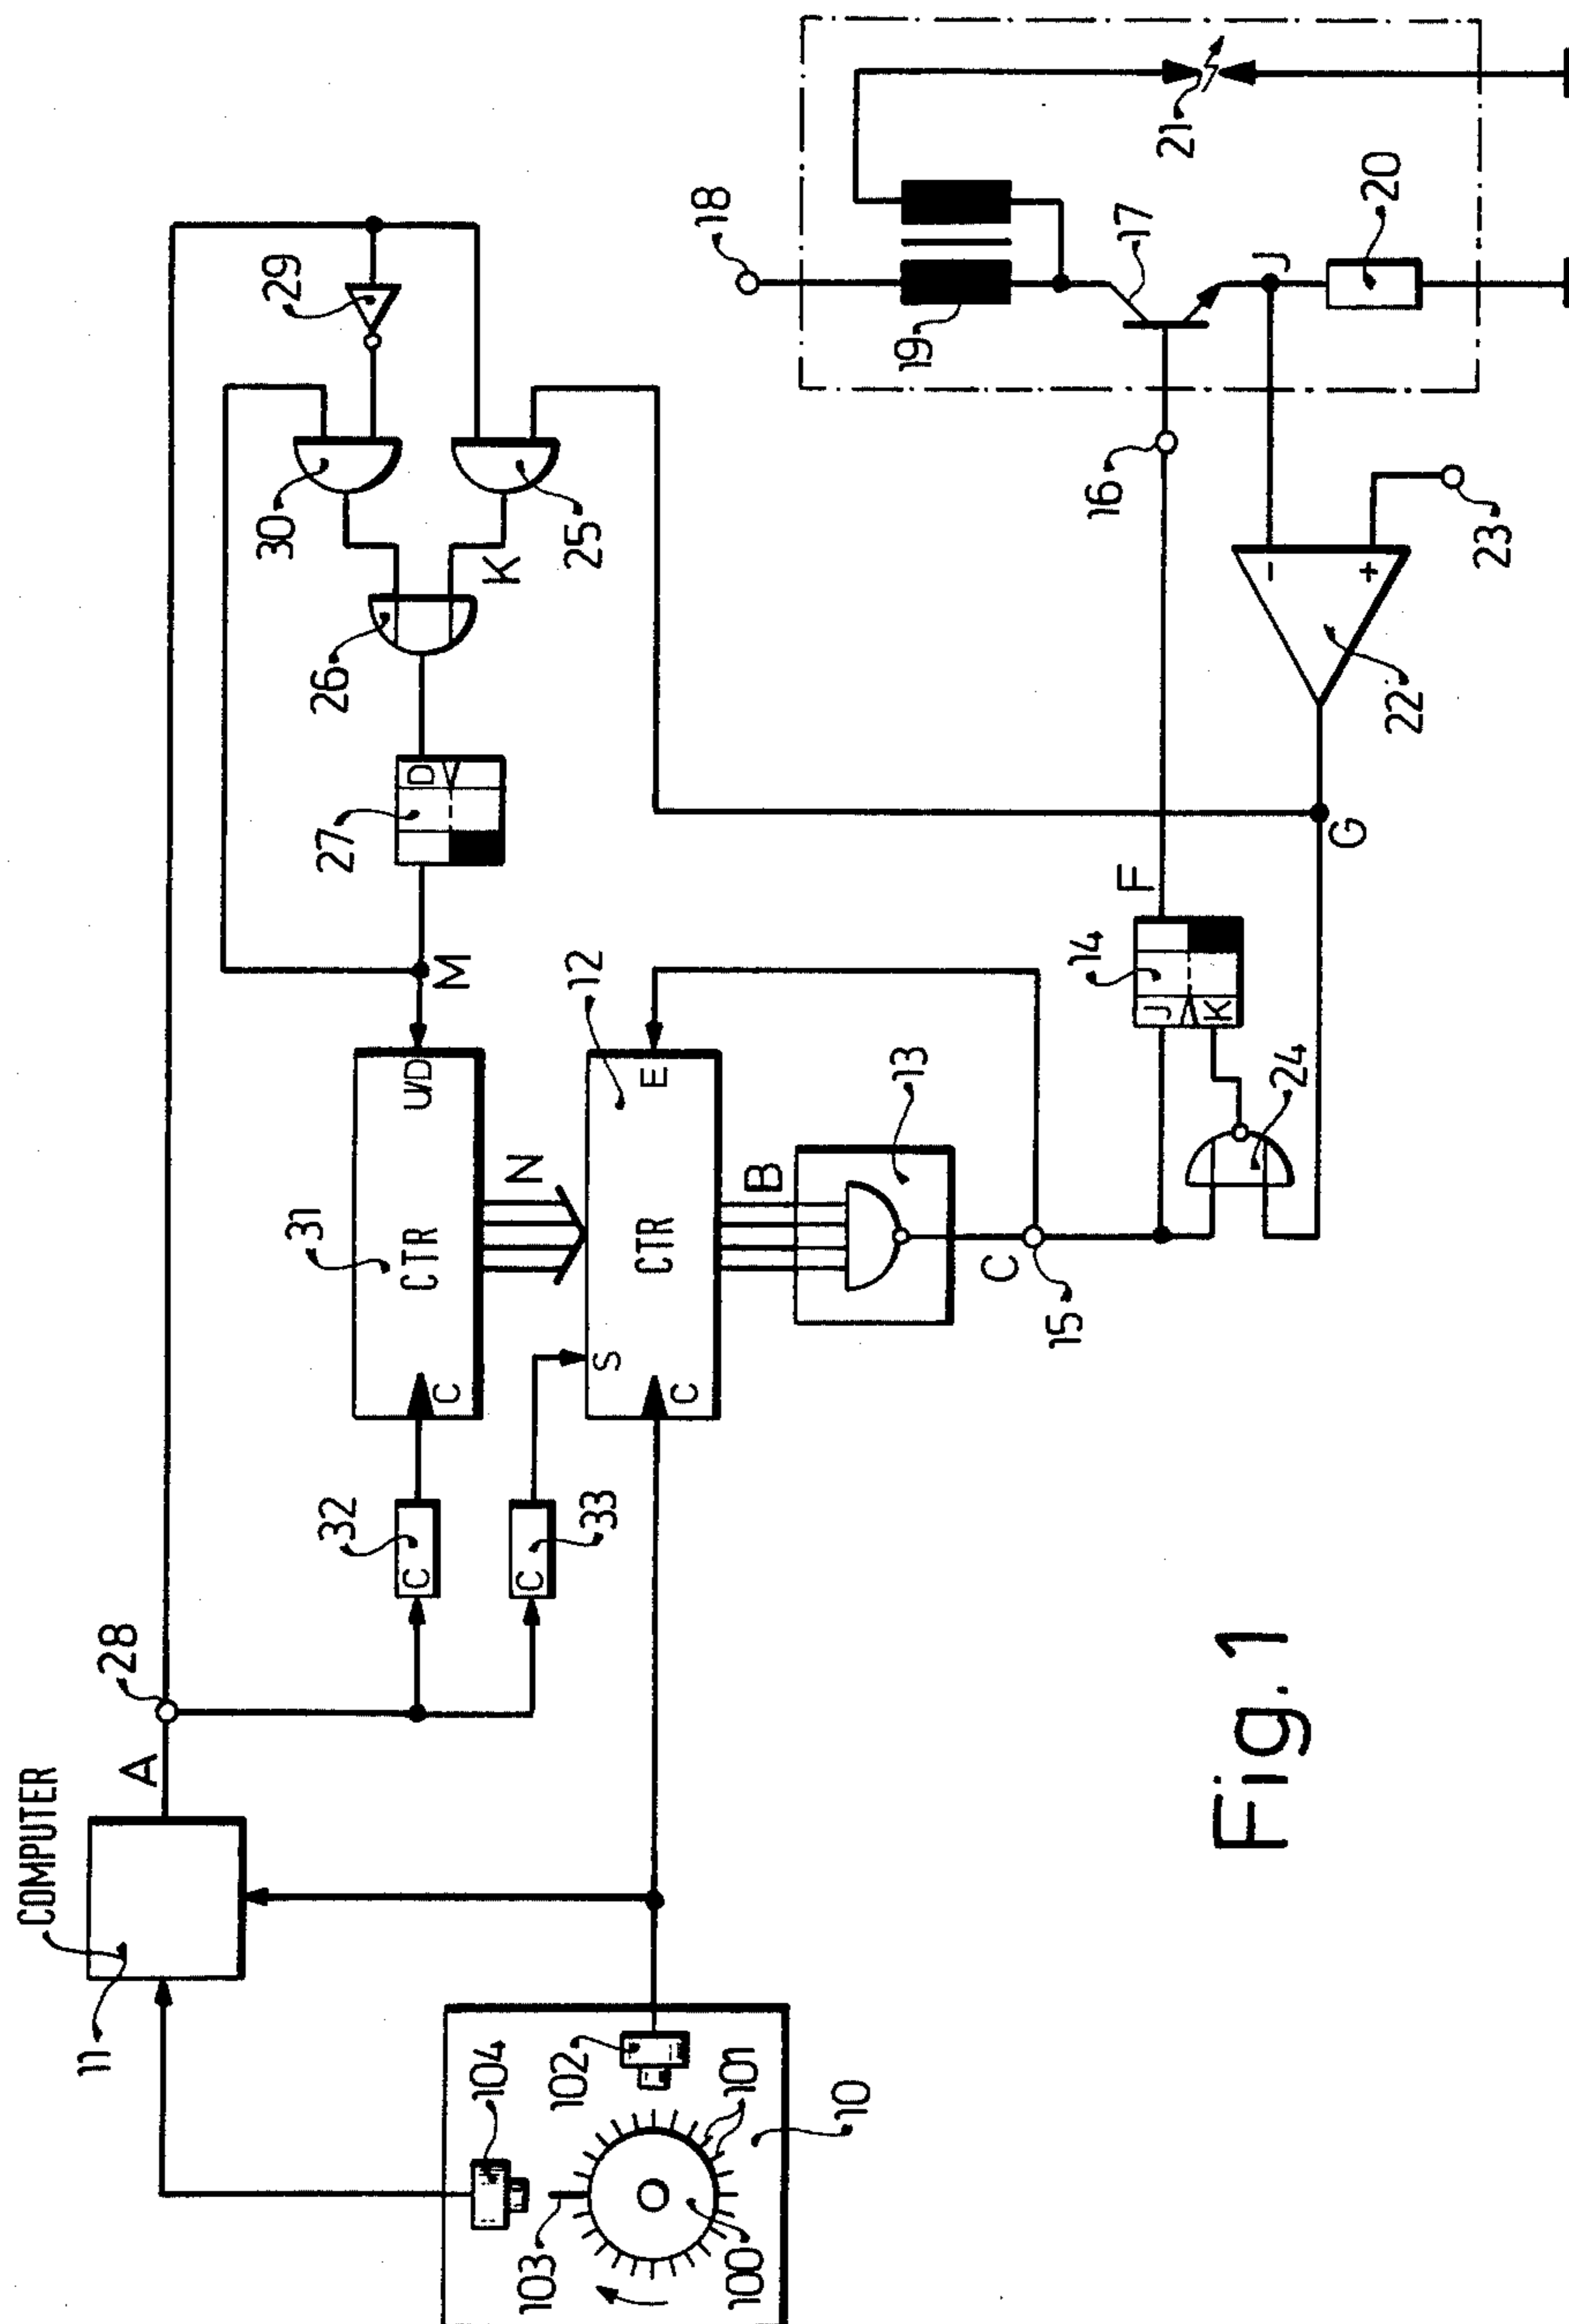 COMPUTER
11
A
28
29
30
25
K
26
27
D
M
31
CTR
U/D
C
32
C
33
C
N
12
CTR
E
S
C
B
13
C
15
14
J
K
F
24
G
22
-
+
23
16
17
18
19
J
20
21
10
100
101
102
103
104
Fig. 1